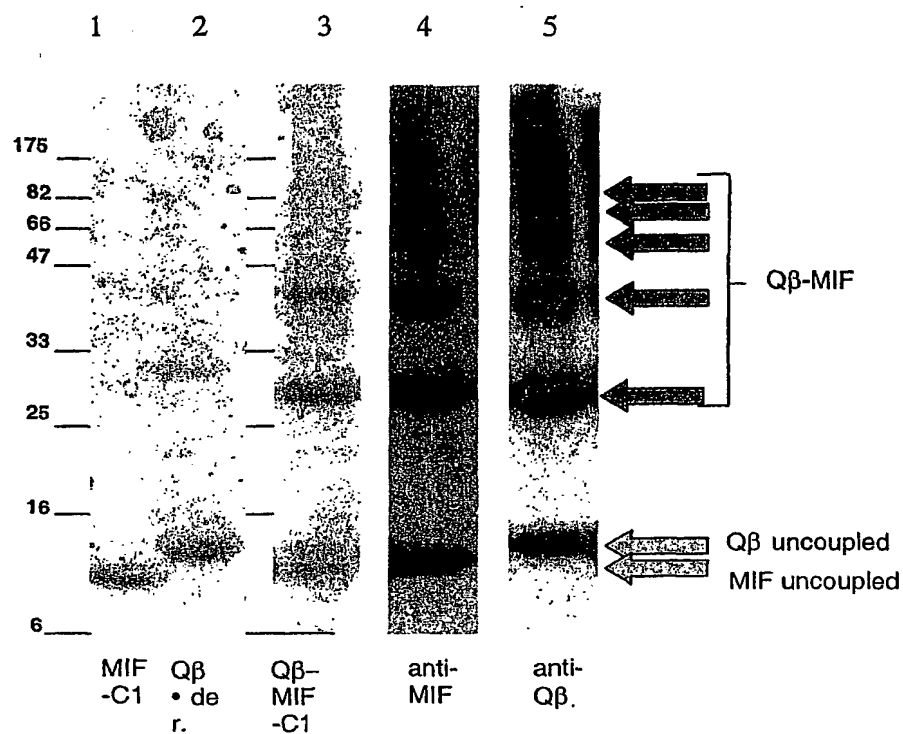 1 2 3 4 5
175
82
66
47
33
25
16
6
Qβ-MIF
Qβ uncoupled
MIF uncoupled
MIF
-C1
Qβ
• de
r.
Qβ–
MIF
-C1
anti-
MIF
anti-
Qβ.